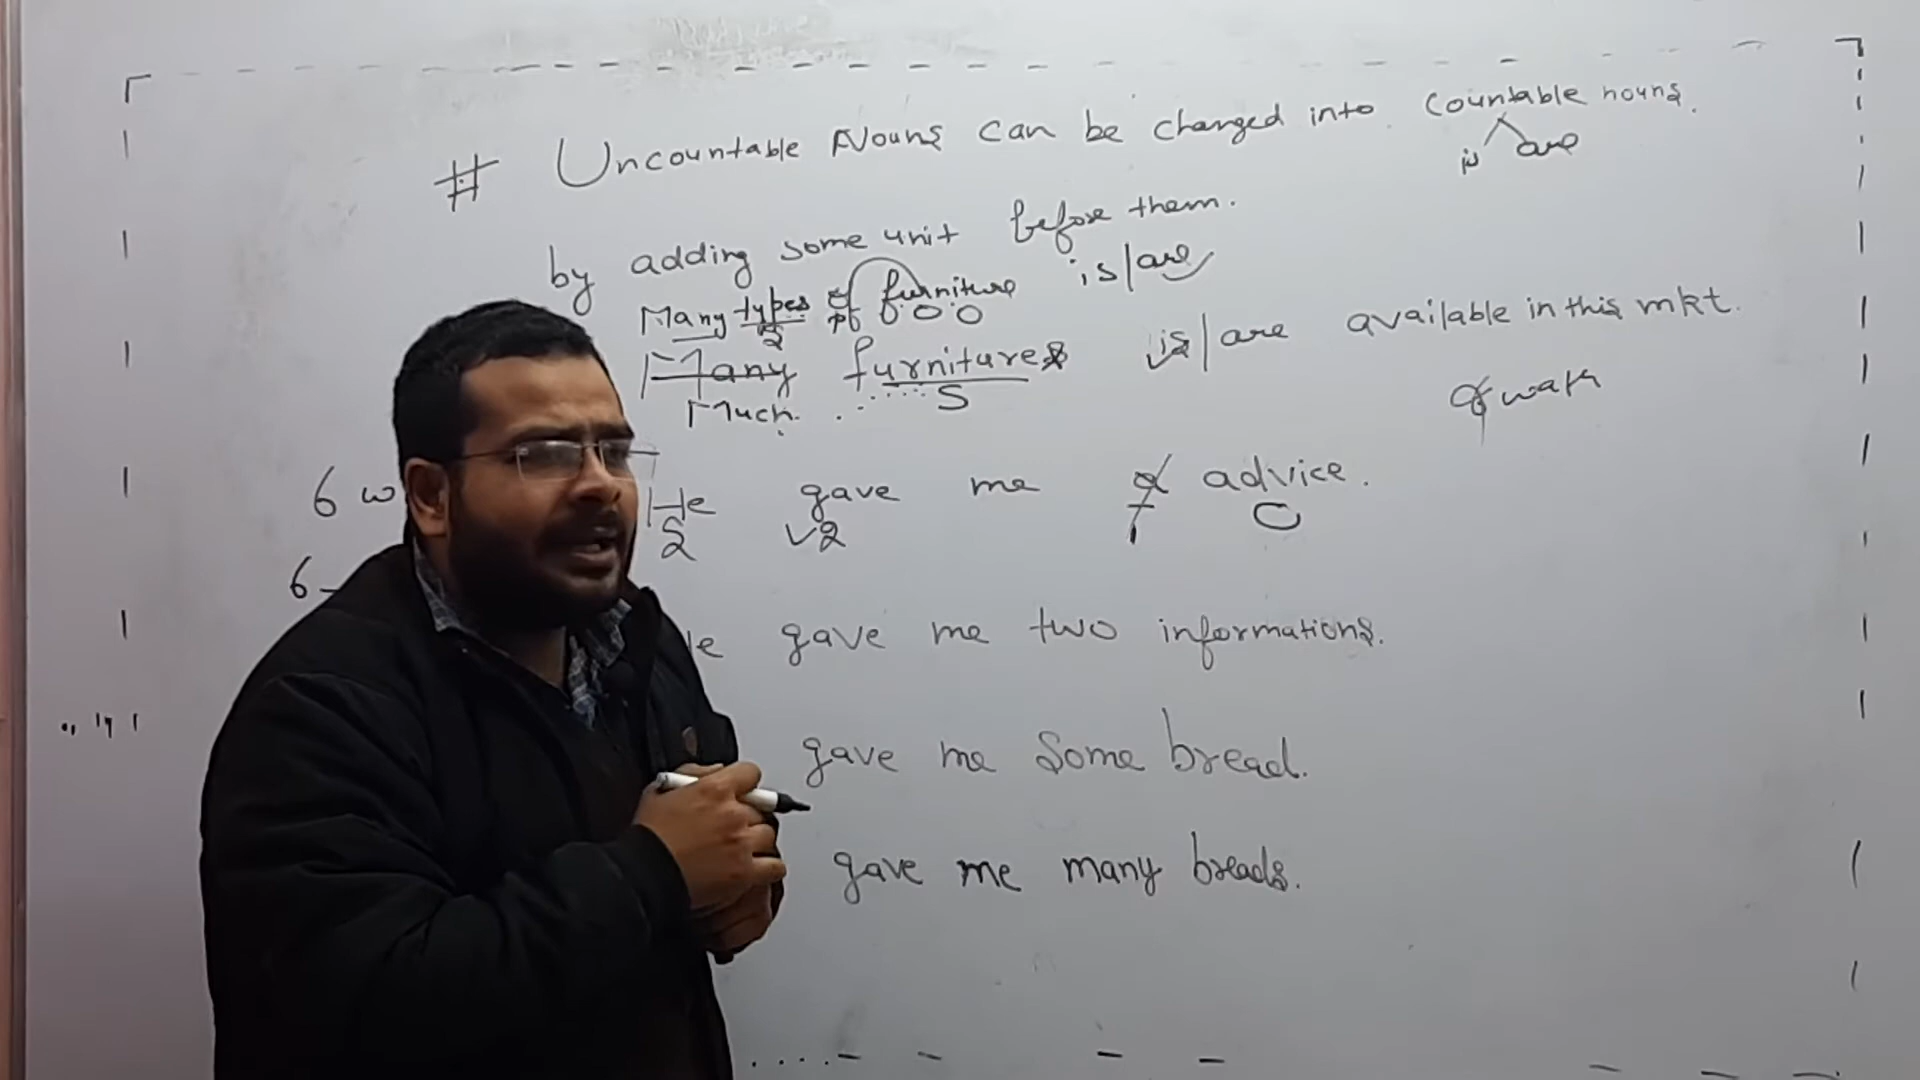 # Uncountable Nouns can be changed into countable nouns.
is are
by adding some unit before them.
Many types of furniture is/are
S
Many furnitures is/are available in this mkt.
Much S
6 w He gave me a advice.
S V2 O
6 gave me two informations.
gave me some bread.
gave me many breads.